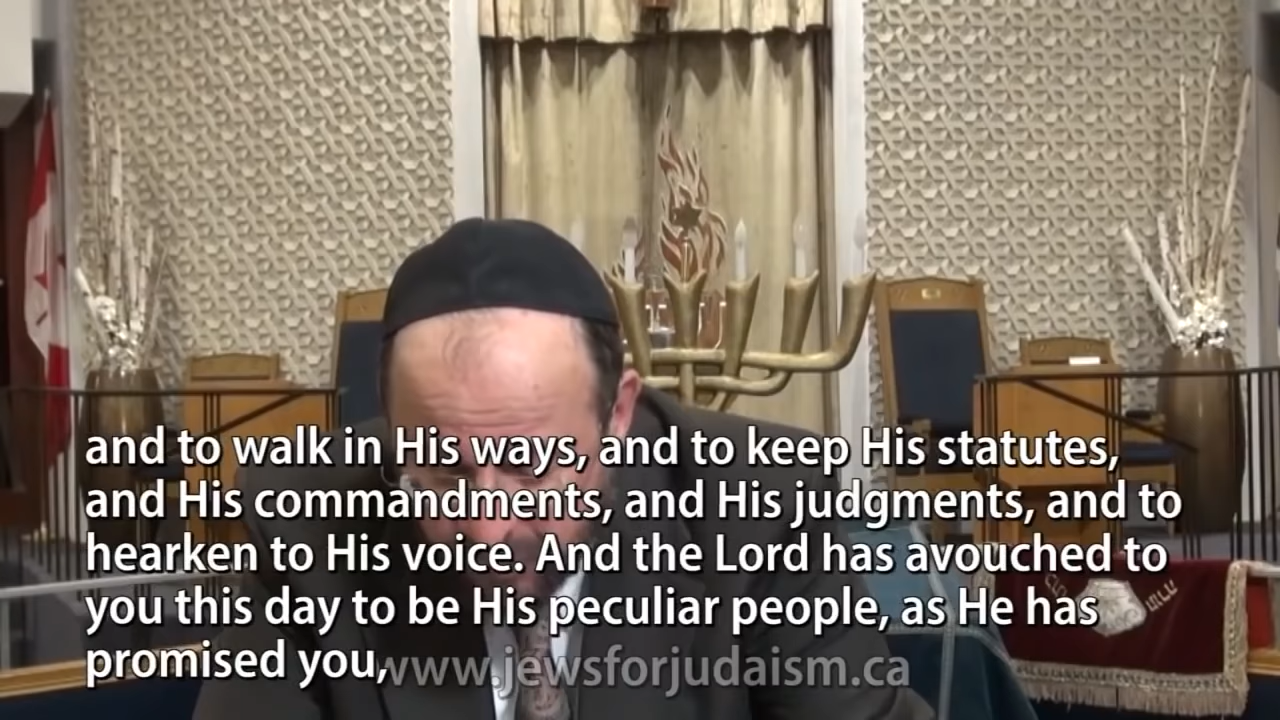 and to walk in His ways, and to keep His statutes,
and His commandments, and His judgments, and to
hearken to His voice. And the Lord has avouched to
you this day to be His peculiar people, as He has
promised you,
www.jewsforjudaism.ca